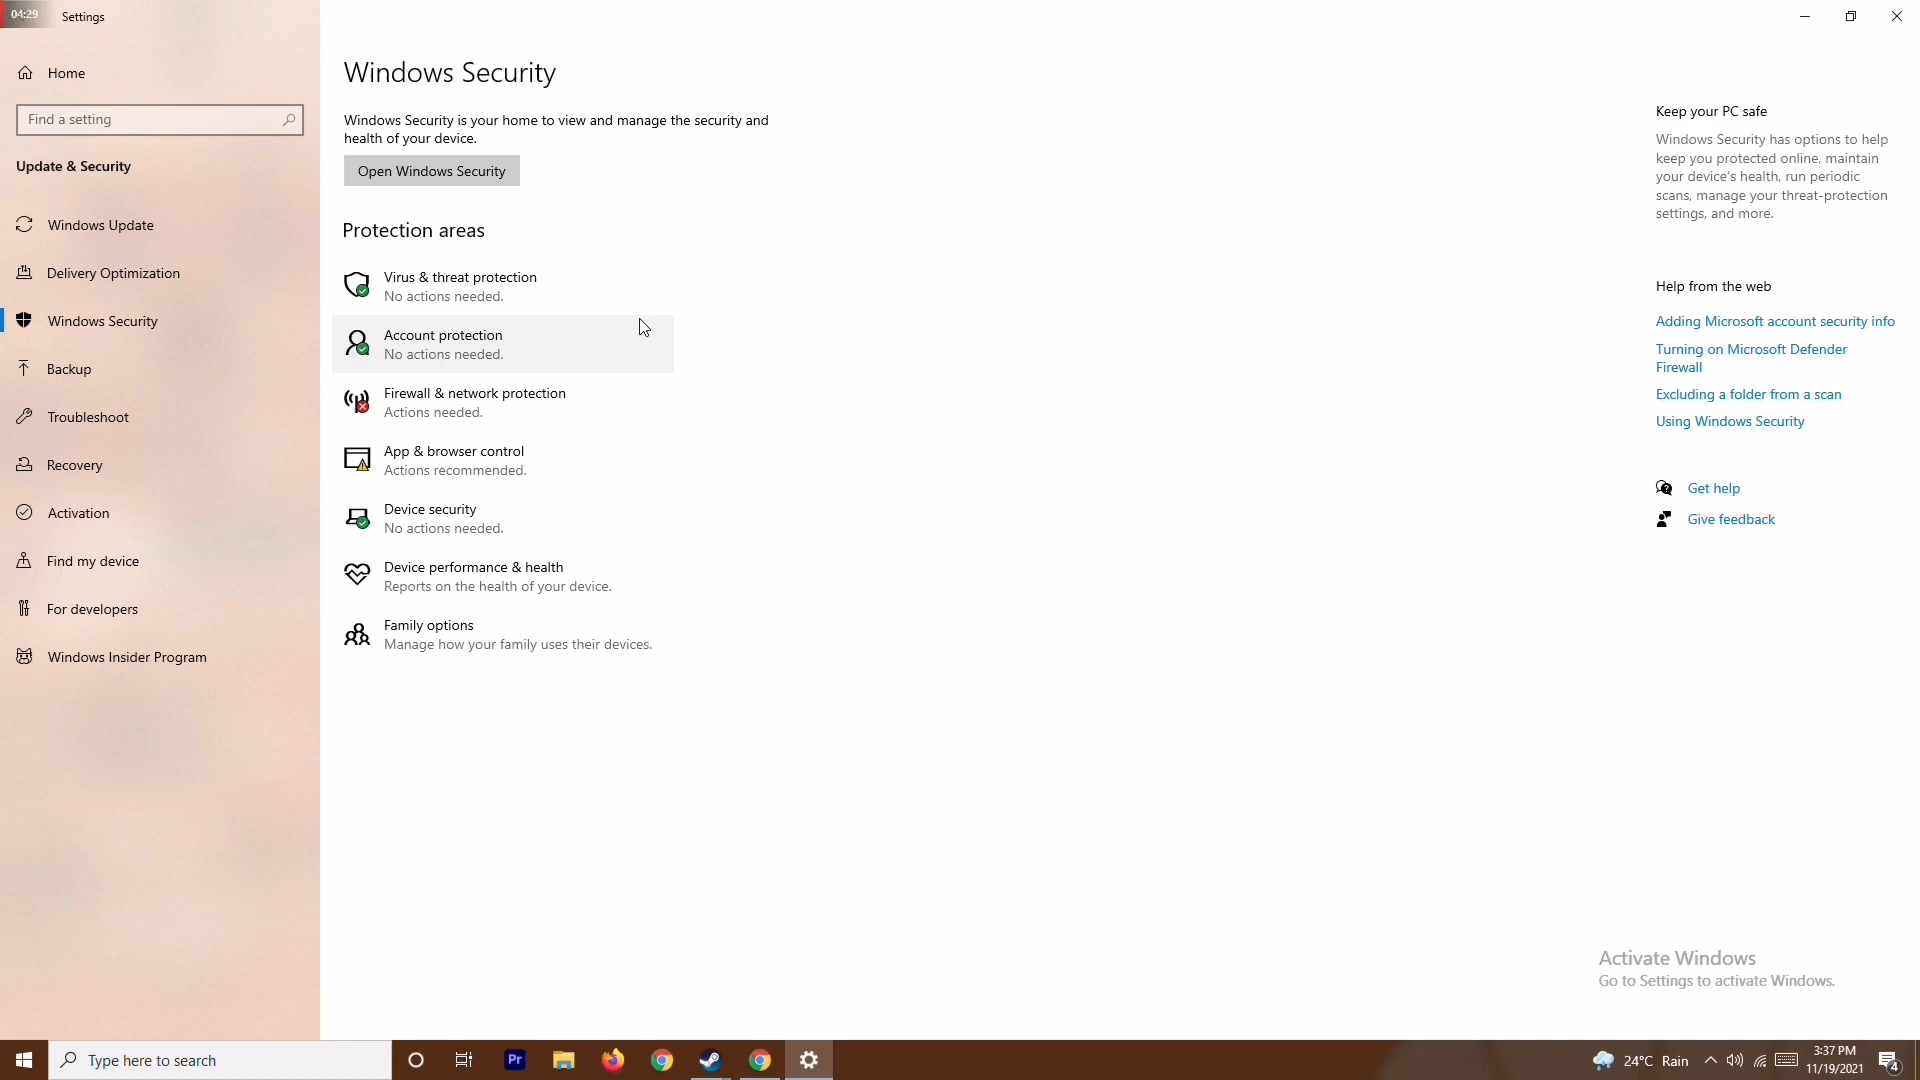 04:29
Settings
Home
Find a setting
Update & Security
Windows Update
Delivery Optimization
Windows Security
Backup
Troubleshoot
Recovery
Activation
Find my device
For developers
Windows Insider Program
Windows Security
Windows Security is your home to view and manage the security and
health of your device.
Open Windows Security
Protection areas
Virus & threat protection
No actions needed.
Account protection
No actions needed.
Firewall & network protection
Actions needed.
App & browser control
Actions recommended.
Device security
No actions needed.
Device performance & health
Reports on the health of your device.
Family options
Manage how your family uses their devices.
Keep your PC safe
Windows Security has options to help
keep you protected online, maintain
your device's health, run periodic
scans, manage your threat-protection
settings, and more.
Help from the web
Adding Microsoft account security info
Turning on Microsoft Defender
Firewall
Excluding a folder from a scan
Using Windows Security
Get help
Give feedback
Activate Windows
Go to Settings to activate Windows.
Type here to search
Pr
24°C Rain
3:37 PM
11/19/2021
4